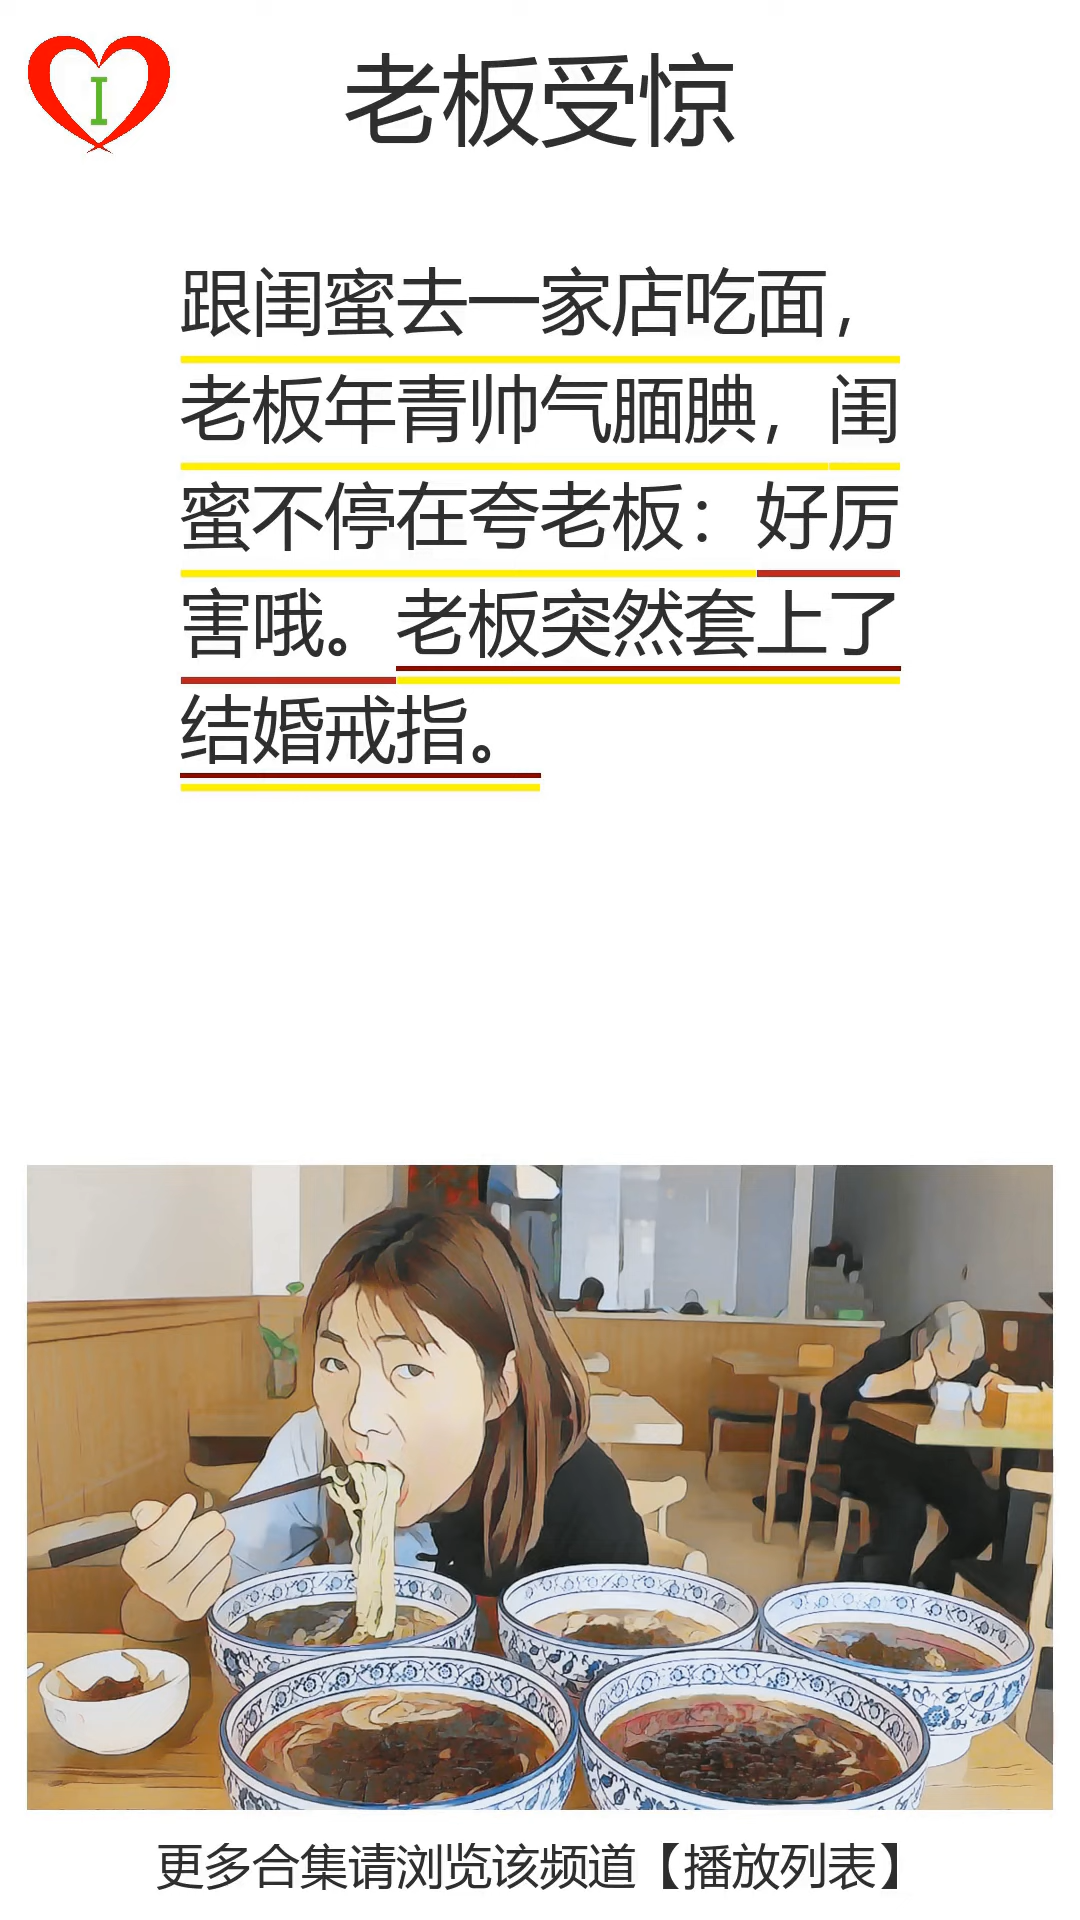 I
老板受惊
跟闺蜜去一家店吃面，
老板年青帅气腼腆，闺
蜜不停在夸老板：好厉
害哦。老板突然套上了
结婚戒指。
更多合集请浏览该频道【播放列表】